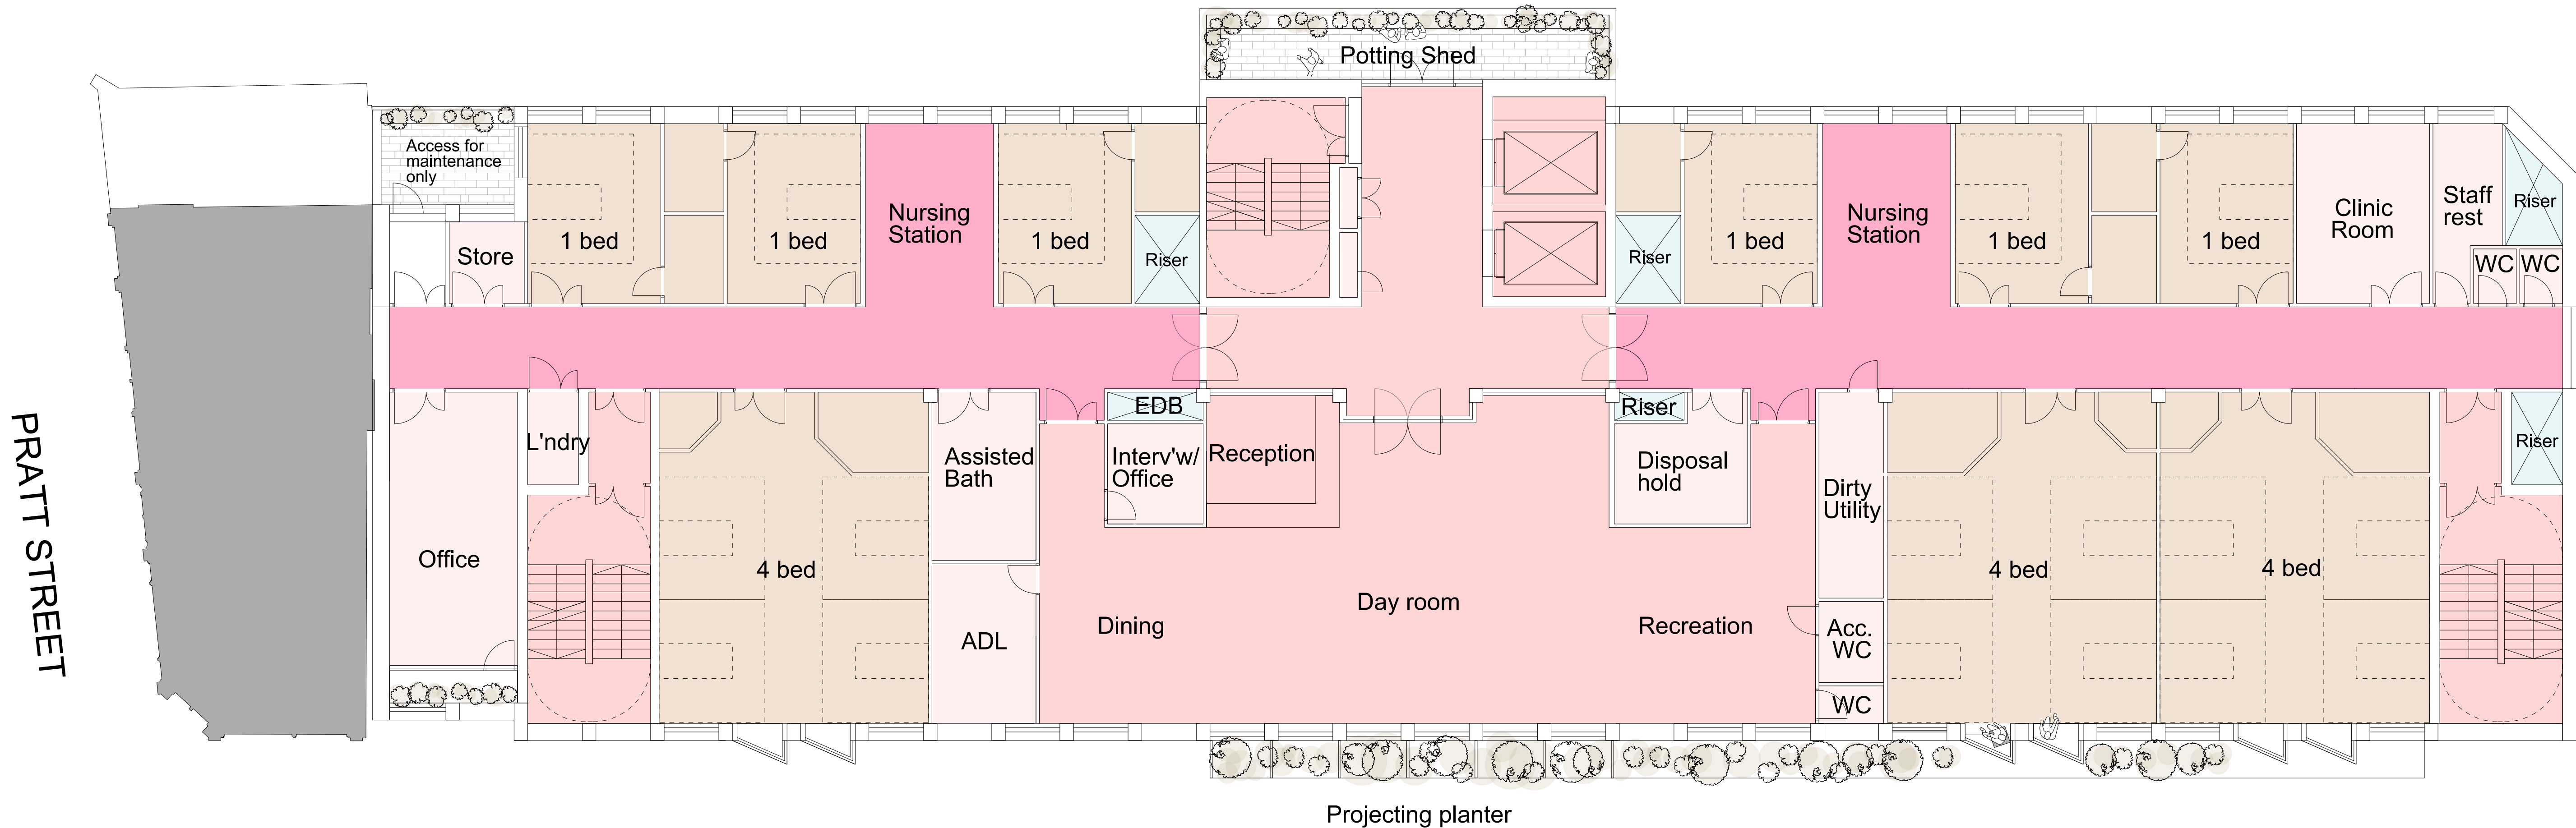 Potting Shed
Access for
maintenance
only
Store
1 bed
1 bed
Nursing
Station
1 bed
Riser
Riser
1 bed
Nursing
Station
1 bed
1 bed
Clinic
Room
Staff
rest
Riser
WC
WC
PRATT STREET
Office
L'ndry
4 bed
Assisted
Bath
ADL
EDB
Interv'w/
Office
Reception
Dining
Day room
Recreation
Riser
Disposal
hold
Dirty
Utility
Acc.
WC
WC
4 bed
4 bed
Riser
Projecting planter